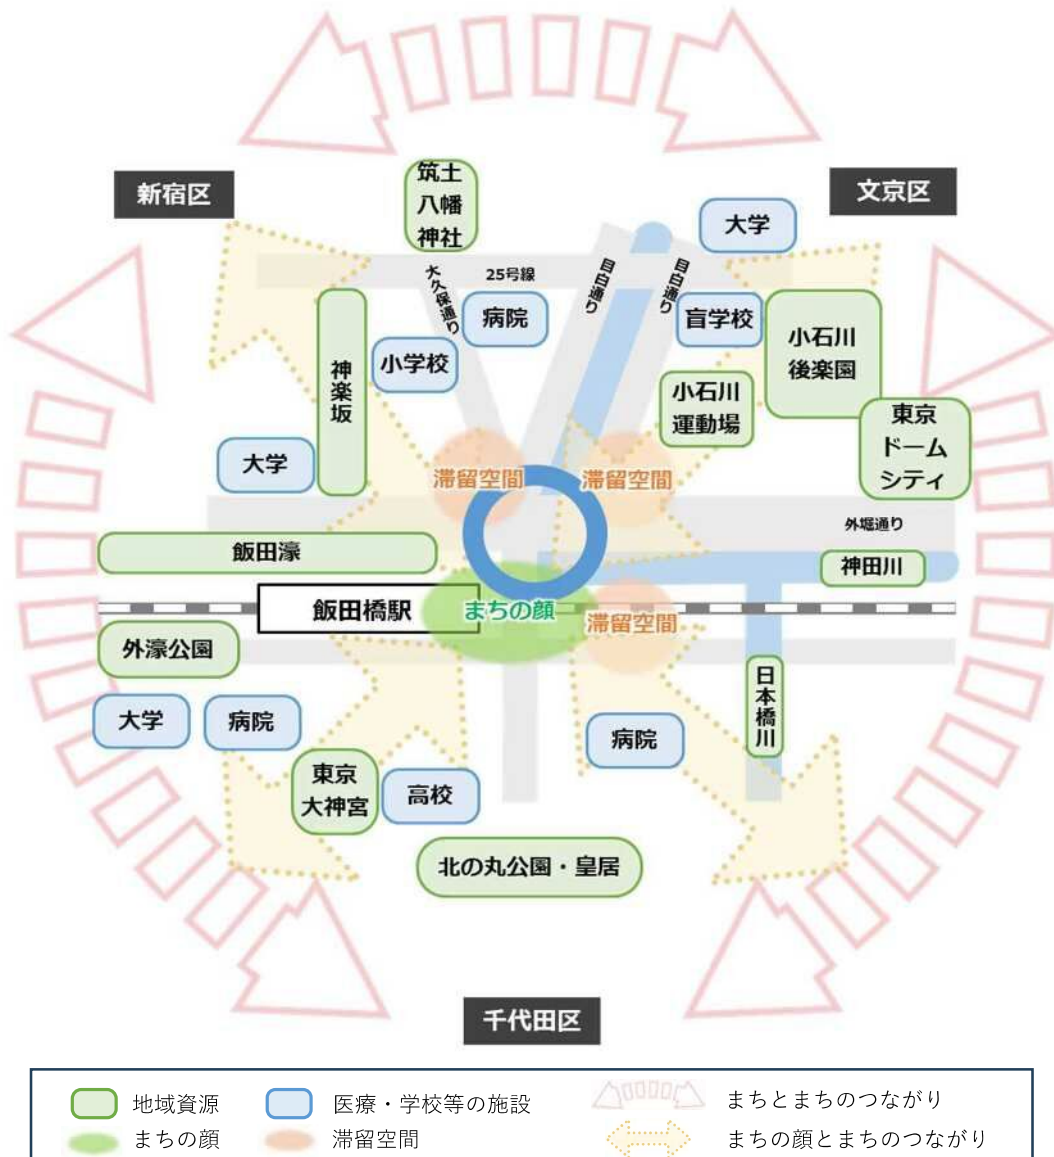 新宿区
文京区
筑土
八幡
神社
大学
大久保通り
25号線
目白通り
目白通り
病院
盲学校
小石川
後楽園
小学校
神楽坂
小石川
運動場
東京
ドーム
シティ
大学
滞留空間
滞留空間
外堀通り
飯田濠
神田川
飯田橋駅
まちの顔
滞留空間
外濠公園
日本橋川
大学
病院
病院
東京
大神宮
高校
北の丸公園・皇居
千代田区
地域資源
医療・学校等の施設
まちとまちのつながり
まちの顔
滞留空間
まちの顔とまちのつながり